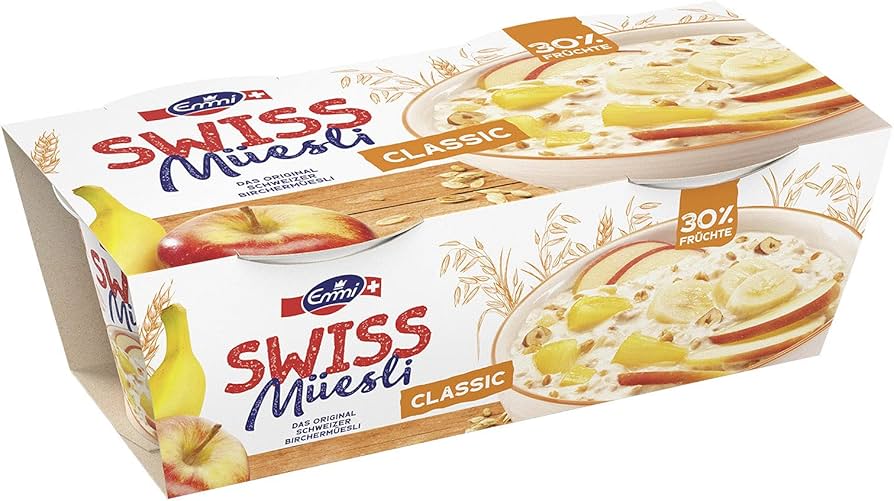 30%
FRÜCHTE
Emmi
SWISS
Müesli
CLASSIC
DAS ORIGINAL
SCHWEIZER
BIRCHERMÜESLI
30%
FRÜCHTE
Emmi
SWISS
Müesli
CLASSIC
DAS ORIGINAL
SCHWEIZER
BIRCHERMÜESLI